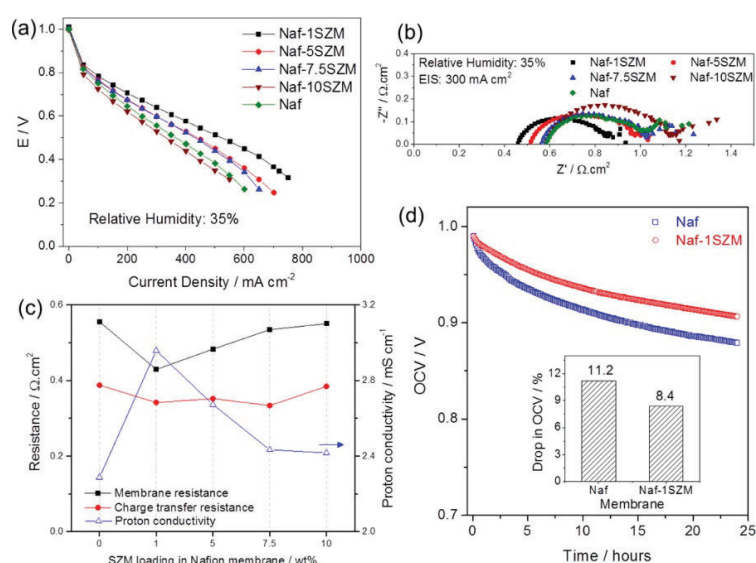 (a)
Naf-1SZM
Naf-5SZM
Naf-7.5SZM
Naf-10SZM
Naf
Relative Humidity: 35%
E / V
1.0
0.8
0.6
0.4
0.2
0.0
0 200 400 600 800 1000
Current Density / mA cm-2
(b)
Relative Humidity: 35%
EIS: 300 mA cm2
Naf-1SZM Naf-5SZM
Naf-7.5SZM Naf-10SZM
Naf
-Z'' / Ω.cm2
0.4
0.3
0.2
0.1
0.0
0.0 0.2 0.4 0.6 0.8 1.0 1.2 1.4
Z' / Ω.cm2
(c)
Resistance / Ω.cm2
0.6
0.4
0.2
0.0
Membrane resistance
Charge transfer resistance
Proton conductivity
3.2
2.8
2.4
2.0
Proton conductivity / mS cm-1
0 1 5 7.5 10
SZM loading in Nafion membrane / wt%
(d)
Naf
Naf-1SZM
OCV / V
1.0
0.9
0.8
0.7
Drop in OCV / %
12
9
6
3
0
11.2
8.4
Naf Naf-1SZM
Membrane
0 5 10 15 20 25
Time / hours